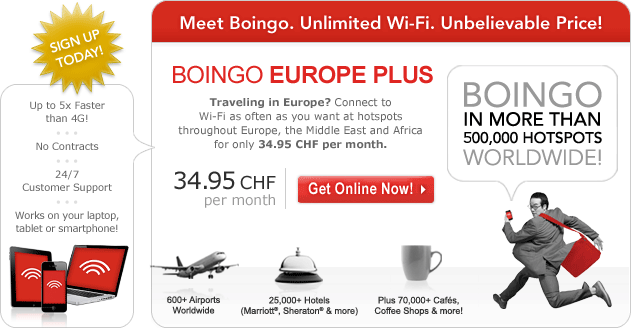 SIGN UP
TODAY!
Up to 5x Faster
than 4G!
No Contracts
24/7
Customer Support
Works on your laptop,
tablet or smartphone!
Meet Boingo. Unlimited Wi-Fi. Unbelievable Price!
BOINGO EUROPE PLUS
Traveling in Europe? Connect to
Wi-Fi as often as you want at hotspots
throughout Europe, the Middle East and Africa
for only 34.95 CHF per month.
34.95 CHF
per month
Get Online Now!
BOINGO
IN MORE THAN
500,000 HOTSPOTS
WORLDWIDE!
600+ Airports
Worldwide
25,000+ Hotels
(Marriott®, Sheraton® & more)
Plus 70,000+ Cafés,
Coffee Shops & more!